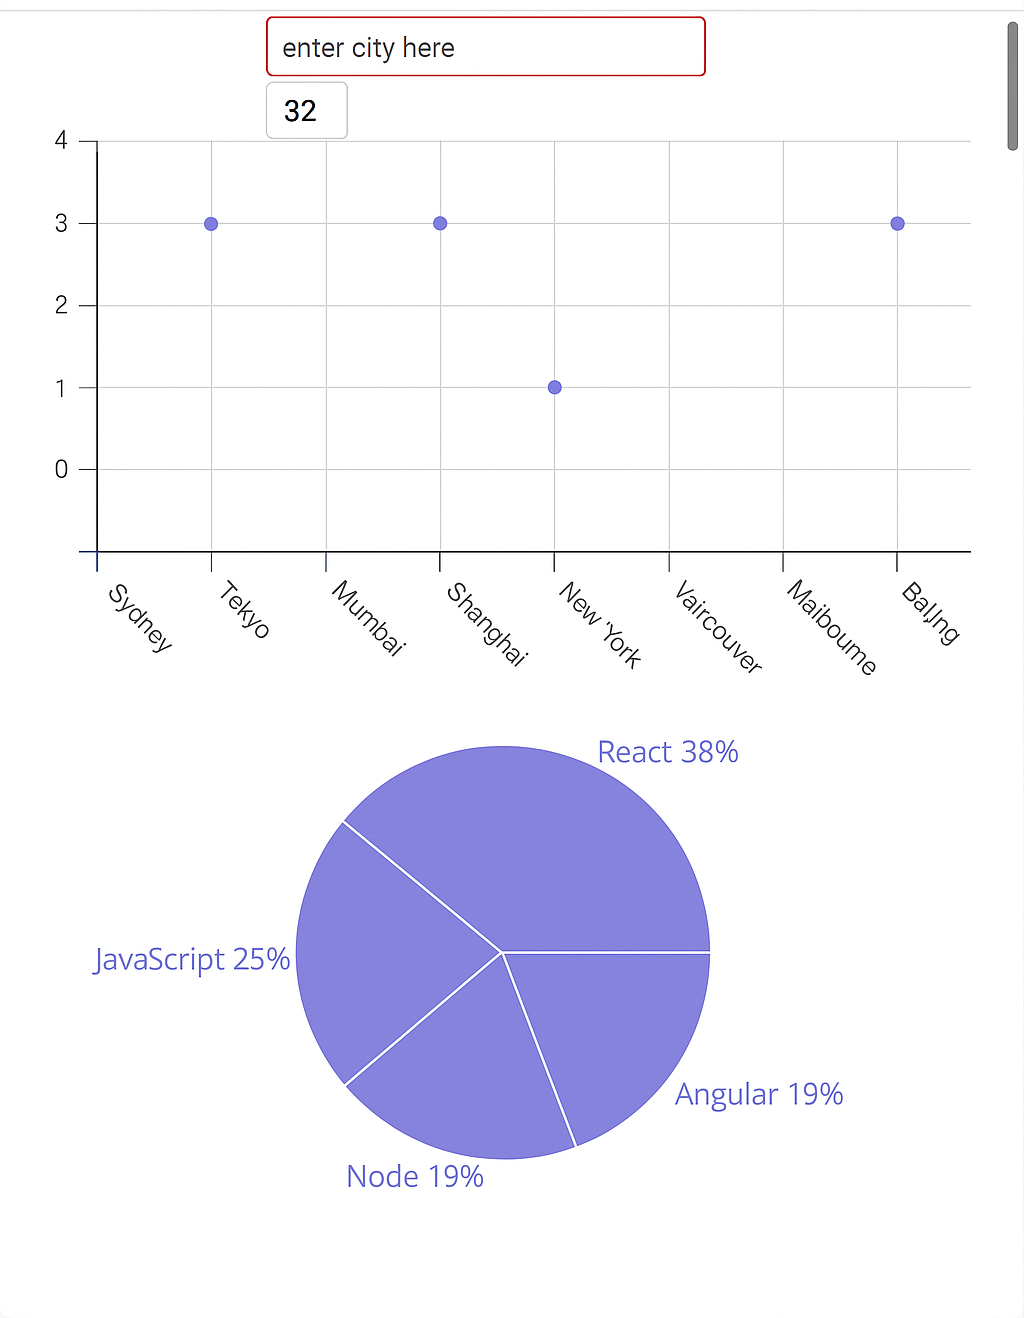 enter city here
32
4
3
2
1
0
Sydney
Tekyo
Mumbai
Shanghai
New 'York
Vaircouver
Maiboume
BalJng
React 38%
JavaScript 25%
Angular 19%
Node 19%